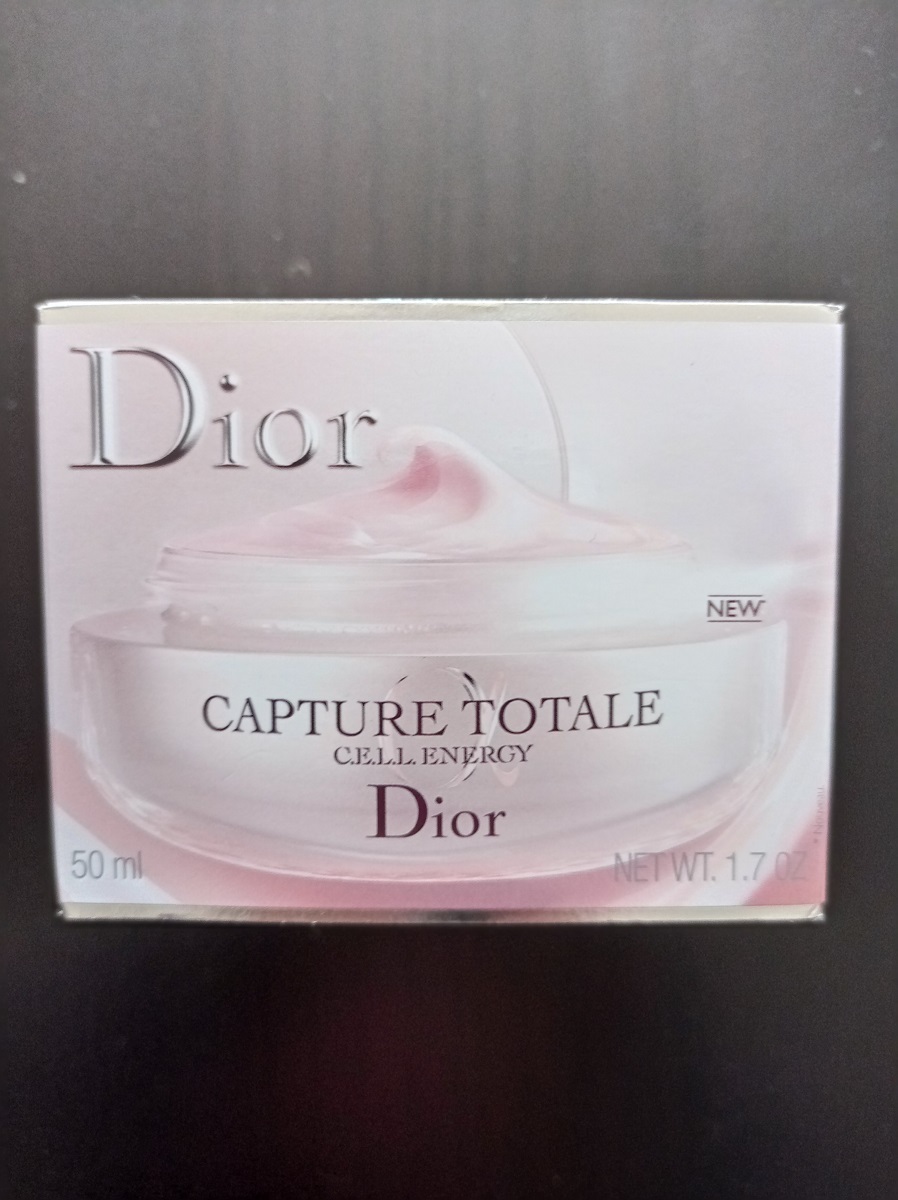 Dior
NEW
CAPTURE TOTALE
C.E.L.L. ENERGY
Dior
50 ml
NET WT. 1.7 OZ